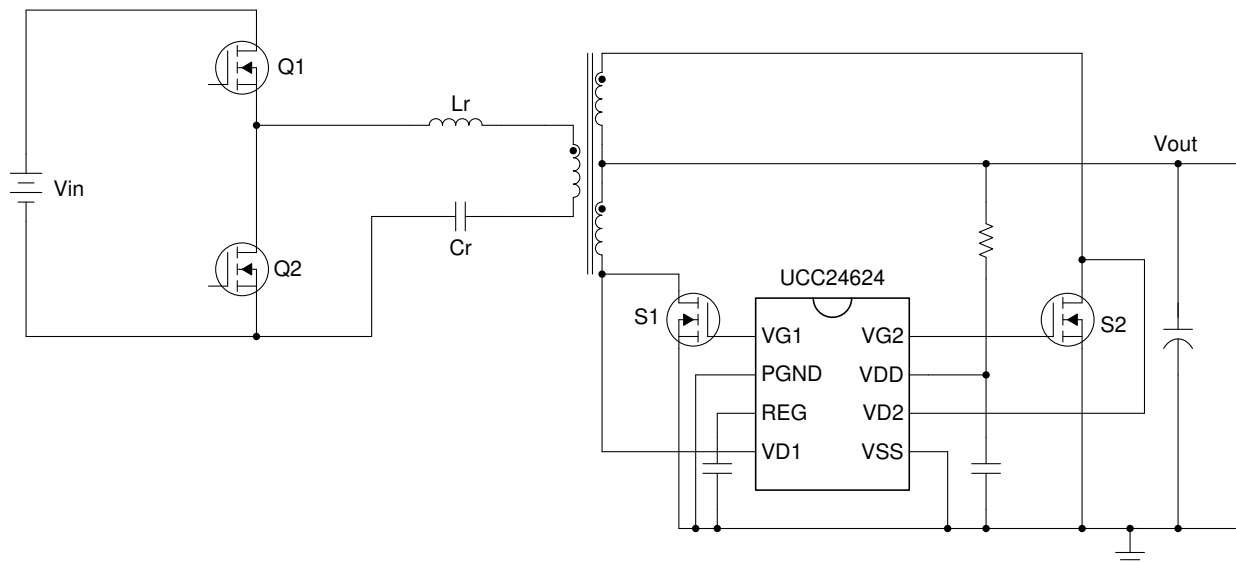 Q1
Lr
Vout
Vin
Cr
Q2
UCC24624
S1
S2
VG1
VG2
PGND
VDD
REG
VD2
VD1
VSS